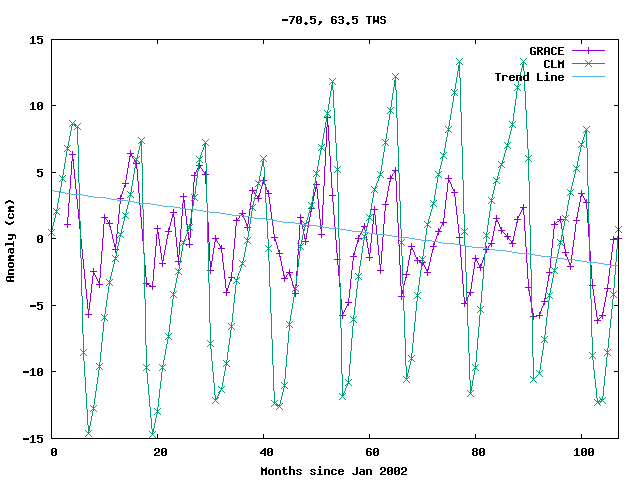 -70.5, 63.5 TWS
GRACE
CLM
Trend Line
15
10
5
0
-5
-10
-15
Anomaly (cm)
0 20 40 60 80 100
Months since Jan 2002